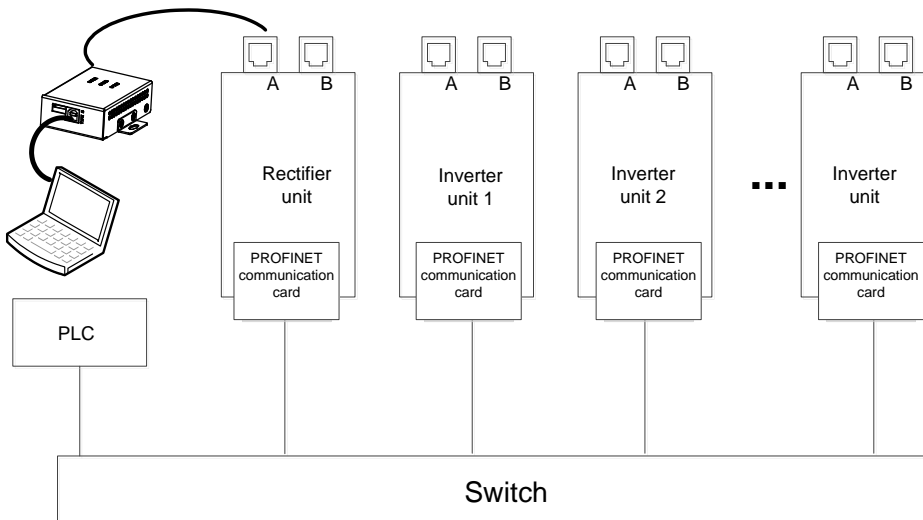 A B
A B
A B
A B
Rectifier
unit
Inverter
unit 1
Inverter
unit 2
...
Inverter
unit
PROFINET
communication
card
PROFINET
communication
card
PROFINET
communication
card
PROFINET
communication
card
PLC
Switch